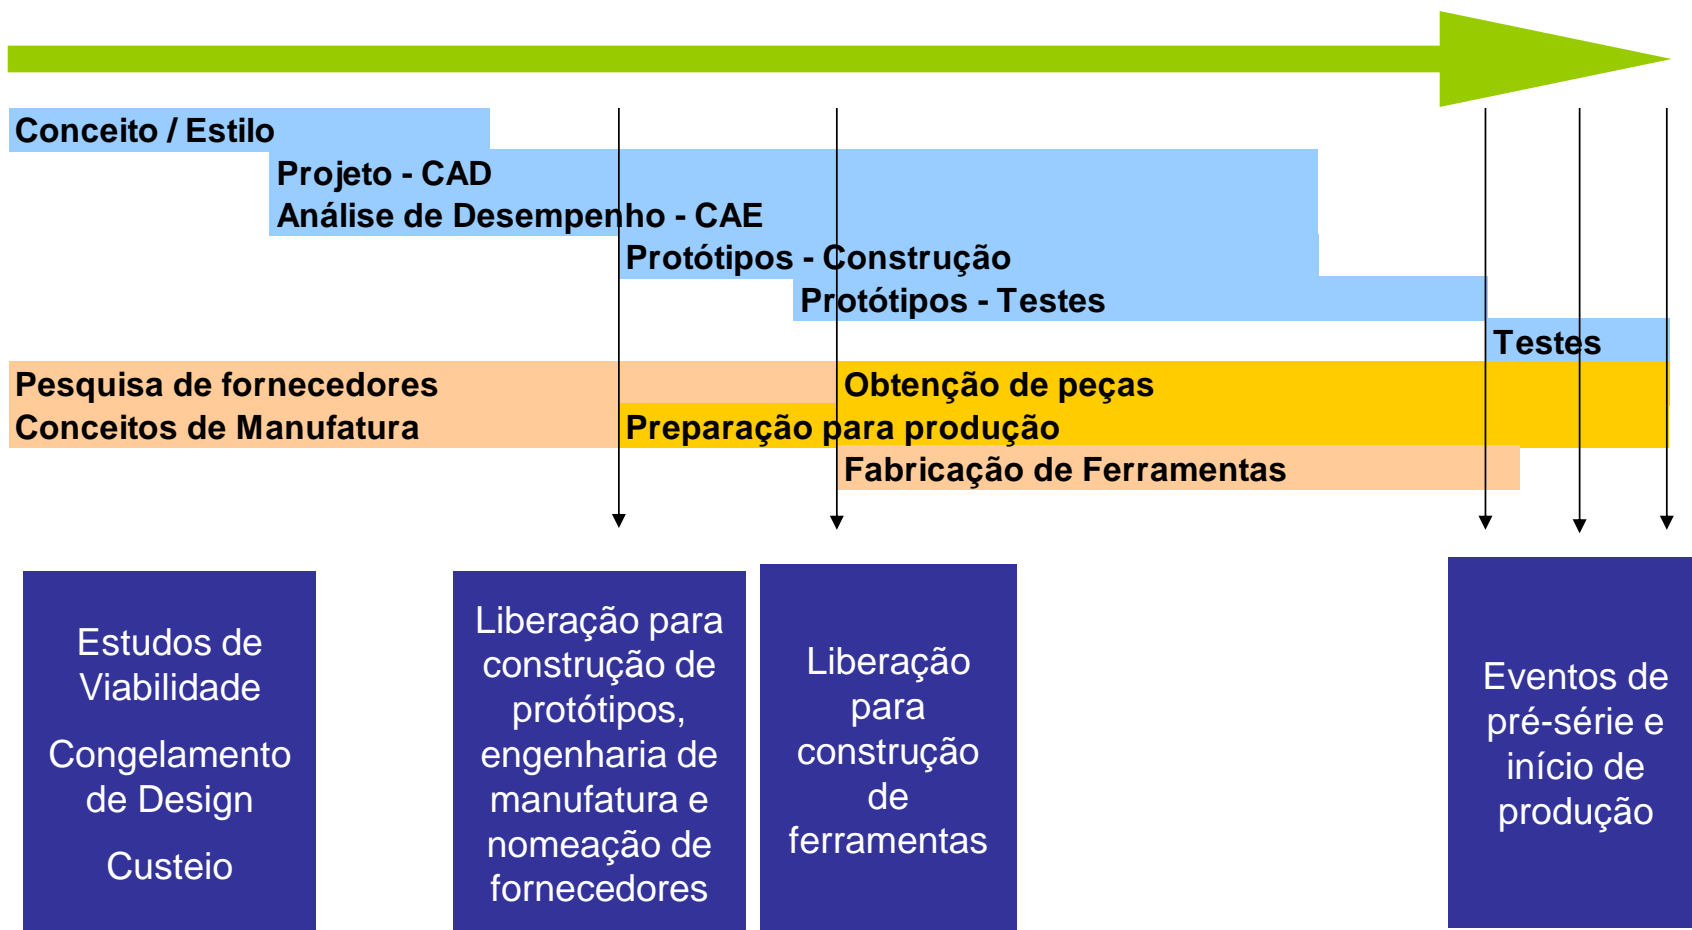 Conceito / Estilo
Projeto - CAD
Análise de Desempenho - CAE
Protótipos - Construção
Protótipos - Testes
Testes
Pesquisa de fornecedores
Obtenção de peças
Conceitos de Manufatura
Preparação para produção
Fabricação de Ferramentas
Estudos de
Viabilidade
Congelamento
de Design
Custeio
Liberação para
construção de
protótipos,
engenharia de
manufatura e
nomeação de
fornecedores
Liberação
para
construção
de
ferramentas
Eventos de
pré-série e
início de
produção